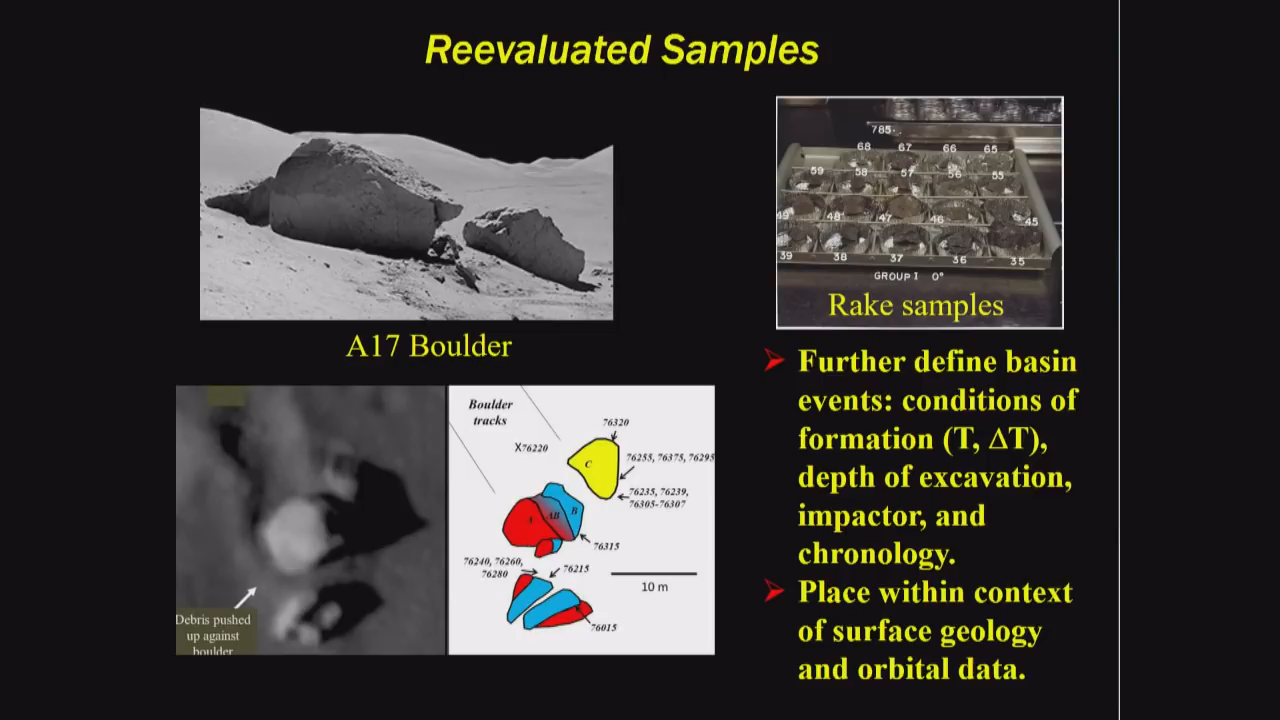 Reevaluated Samples
785-
68 67 66 65
59 58 57 56 55
49 48 47 46 45
39 38 37 36 35
GROUP I 0°
Rake samples
A17 Boulder
Debris pushed
up against
boulder
Boulder
tracks
76320
X76220
C
76255, 76375, 76295
76235, 76239,
76305-76307
A
AB
B
76315
76240, 76260,
76280
76215
10 m
76015
Further define basin
events: conditions of
formation (T, ΔT),
depth of excavation,
impactor, and
chronology.
Place within context
of surface geology
and orbital data.